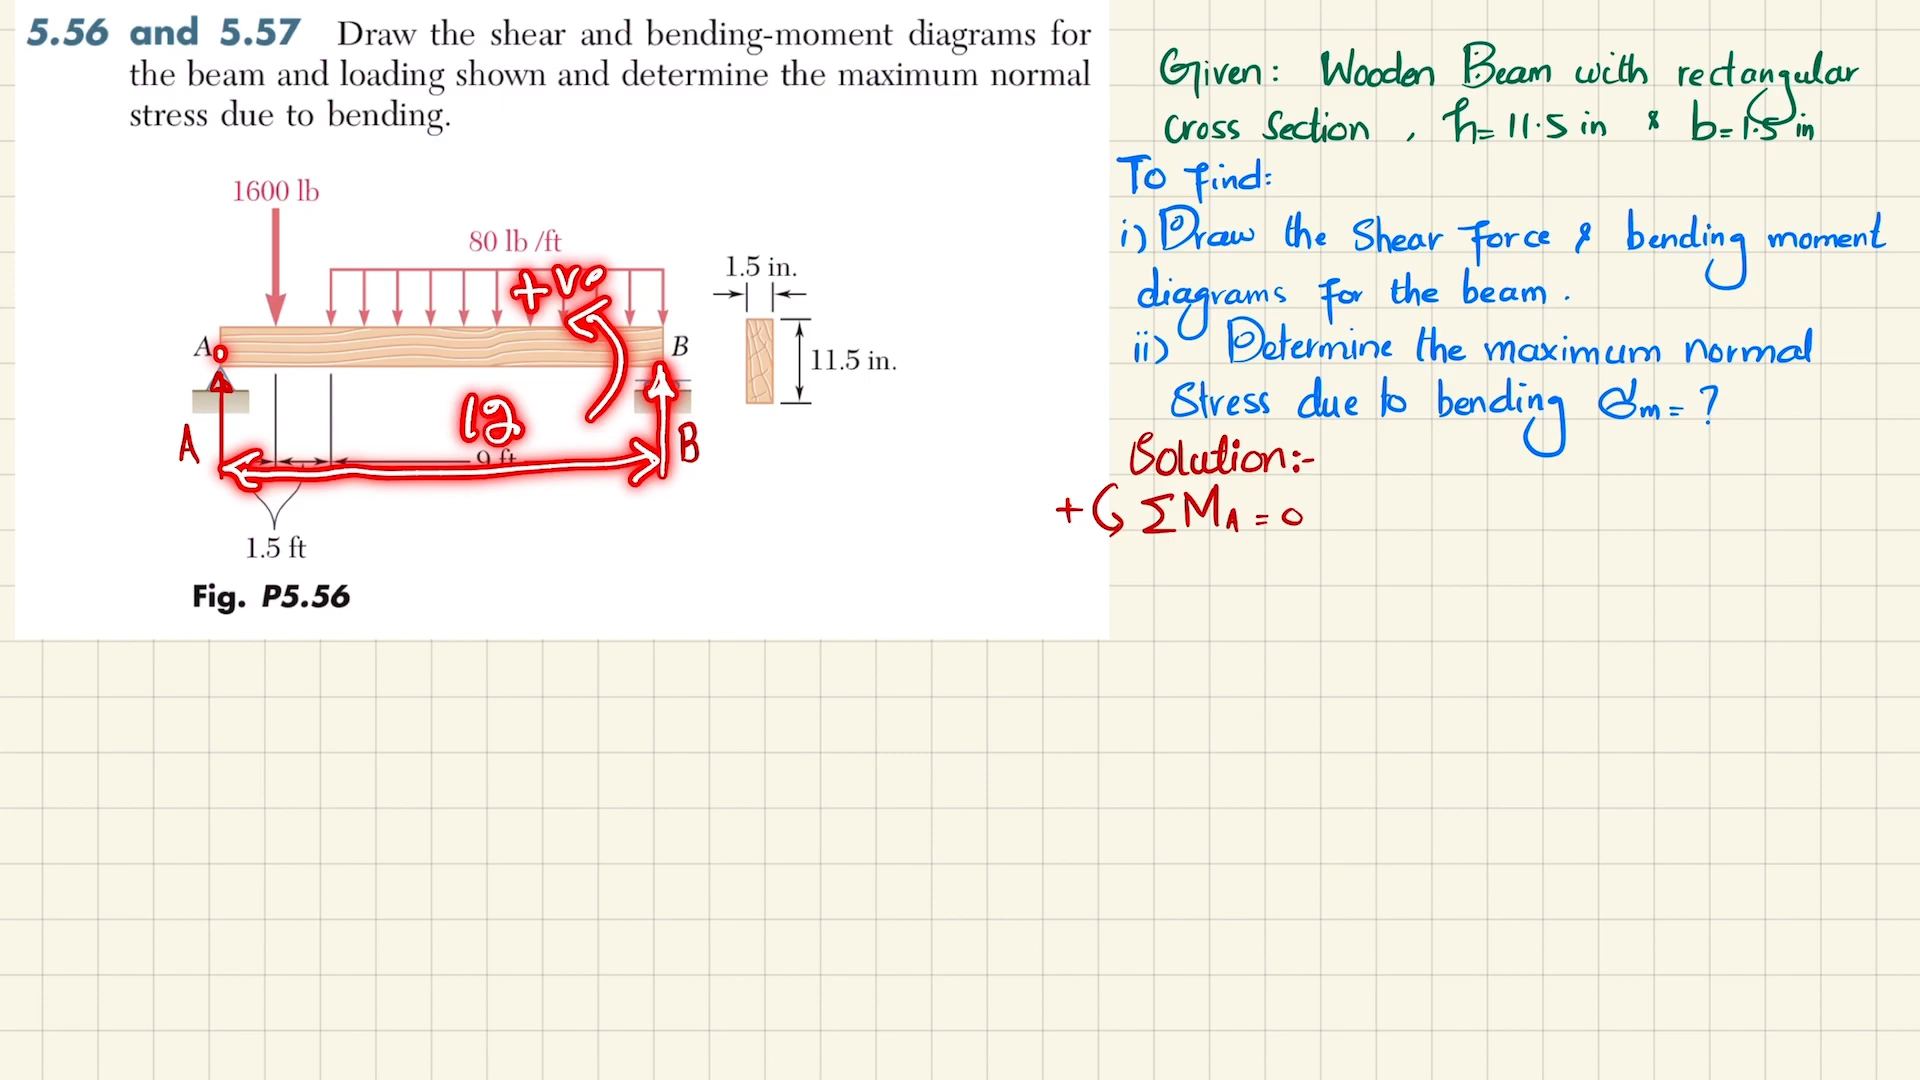 5.56 and 5.57 Draw the shear and bending-moment diagrams for
the beam and loading shown and determine the maximum normal
stress due to bending.
1600 lb
80 lb/ft
+ve
1.5 in.
A
B
11.5 in.
12
A
B
9 ft
1.5 ft
Fig. P5.56
Given: Wooden Beam with rectangular
cross section, h= 11.5 in & b= 1.5 in
To find:
i) Draw the Shear force & bending moment
diagrams for the beam.
ii) Determine the maximum normal
Stress due to bending σm= ?
Solution:-
+ ΣMA = 0